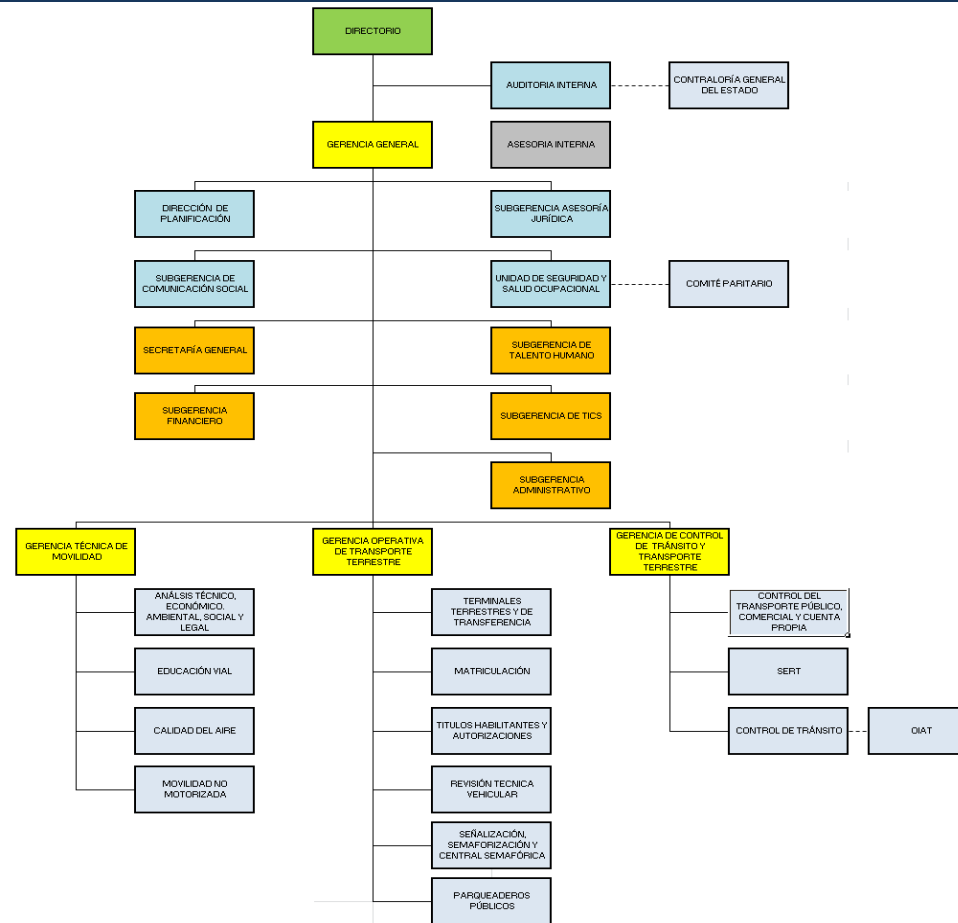 DIRECTORIO
AUDITORIA INTERNA
CONTRALORÍA GENERAL
DEL ESTADO
GERENCIA GENERAL
ASESORIA INTERNA
DIRECCIÓN DE
PLANIFICACIÓN
SUBGERENCIA ASESORÍA
JURÍDICA
SUBGERENCIA DE
COMUNICACIÓN SOCIAL
UNIDAD DE SEGURIDAD Y
SALUD OCUPACIONAL
COMITÉ PARITARIO
SECRETARÍA GENERAL
SUBGERENCIA DE
TALENTO HUMANO
SUBGERENCIA
FINANCIERO
SUBGERENCIA DE TICS
SUBGERENCIA
ADMINISTRATIVO
GERENCIA TÉCNICA DE
MOVILIDAD
GERENCIA OPERATIVA
DE TRANSPORTE
TERRESTRE
GERENCIA DE CONTROL
DE TRÁNSITO Y
TRANSPORTE
TERRESTRE
ANÁLSIS TÉCNICO,
ECONÓMICO.
AMBIENTAL, SOCIAL Y
LEGAL
TERMINALES
TERRESTRES Y DE
TRANSFERENCIA
CONTROL DEL
TRANSPORTE PÚBLICO,
COMERCIAL Y CUENTA
PROPIA
EDUCACIÓN VIAL
MATRICULACIÓN
SERT
CALIDAD DEL AIRE
TITULOS HABILITANTES Y
AUTORIZACIONES
CONTROL DE TRÁNSITO
OIAT
MOVILIDAD NO
MOTORIZADA
REVISIÓN TECNICA
VEHICULAR
SEÑALIZACIÓN,
SEMAFORIZACIÓN Y
CENTRAL SEMAFÓRICA
PARQUEADEROS
PÚBLICOS